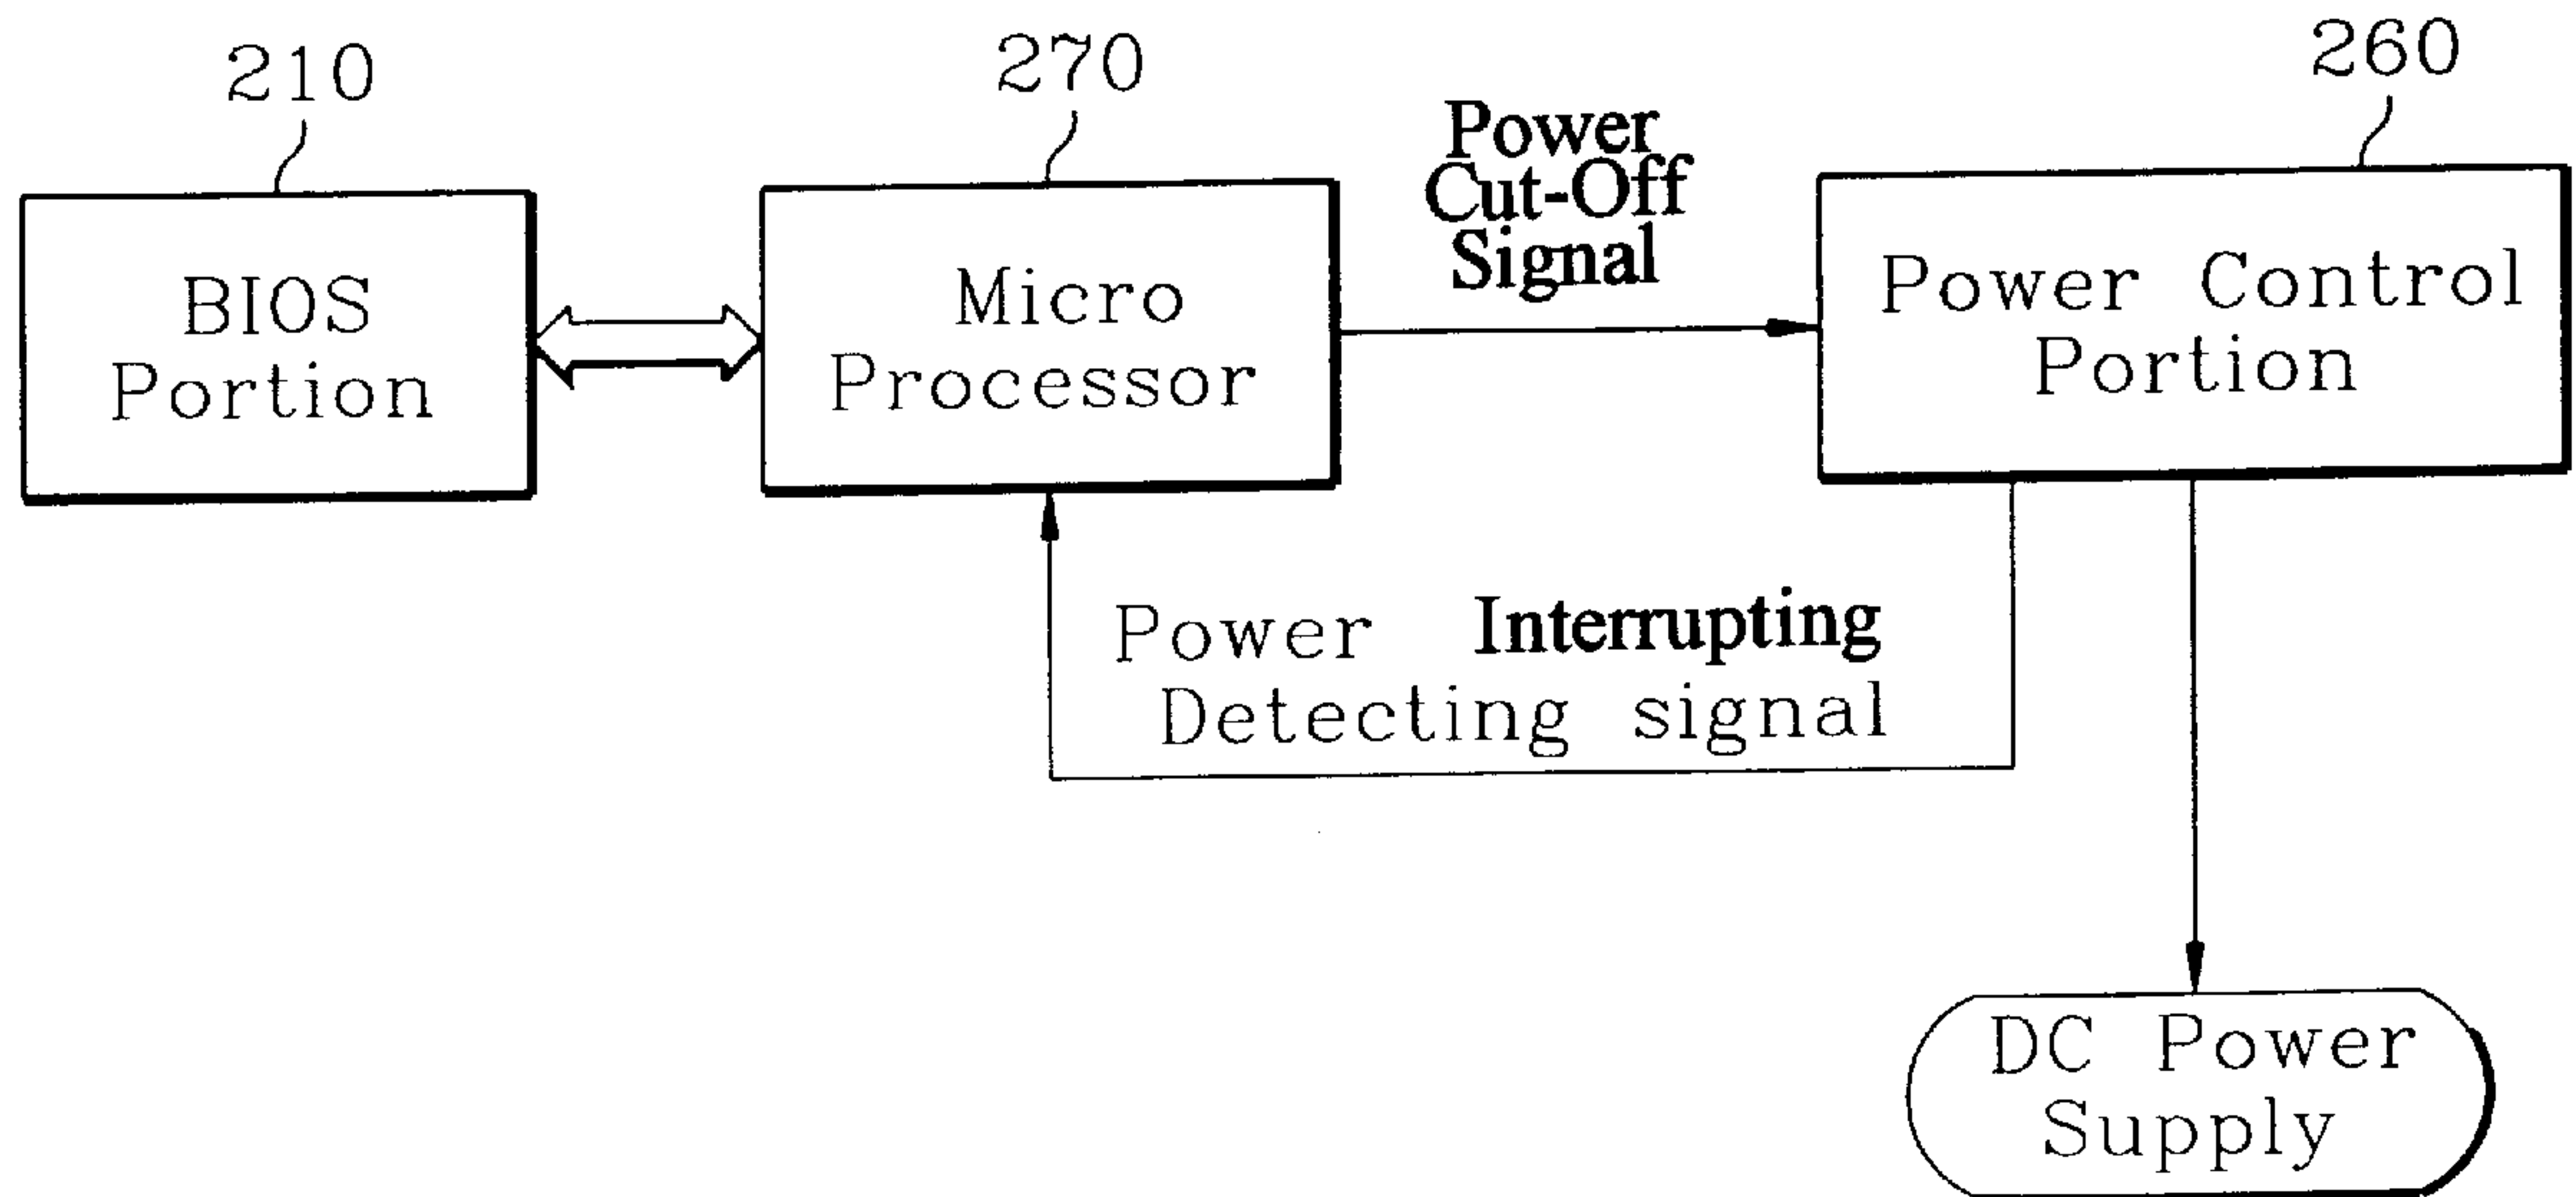 210
270
260
BIOS
Portion
Micro
Processor
Power
Cut-Off
Signal
Power Control
Portion
Power Interrupting
Detecting signal
DC Power
Supply